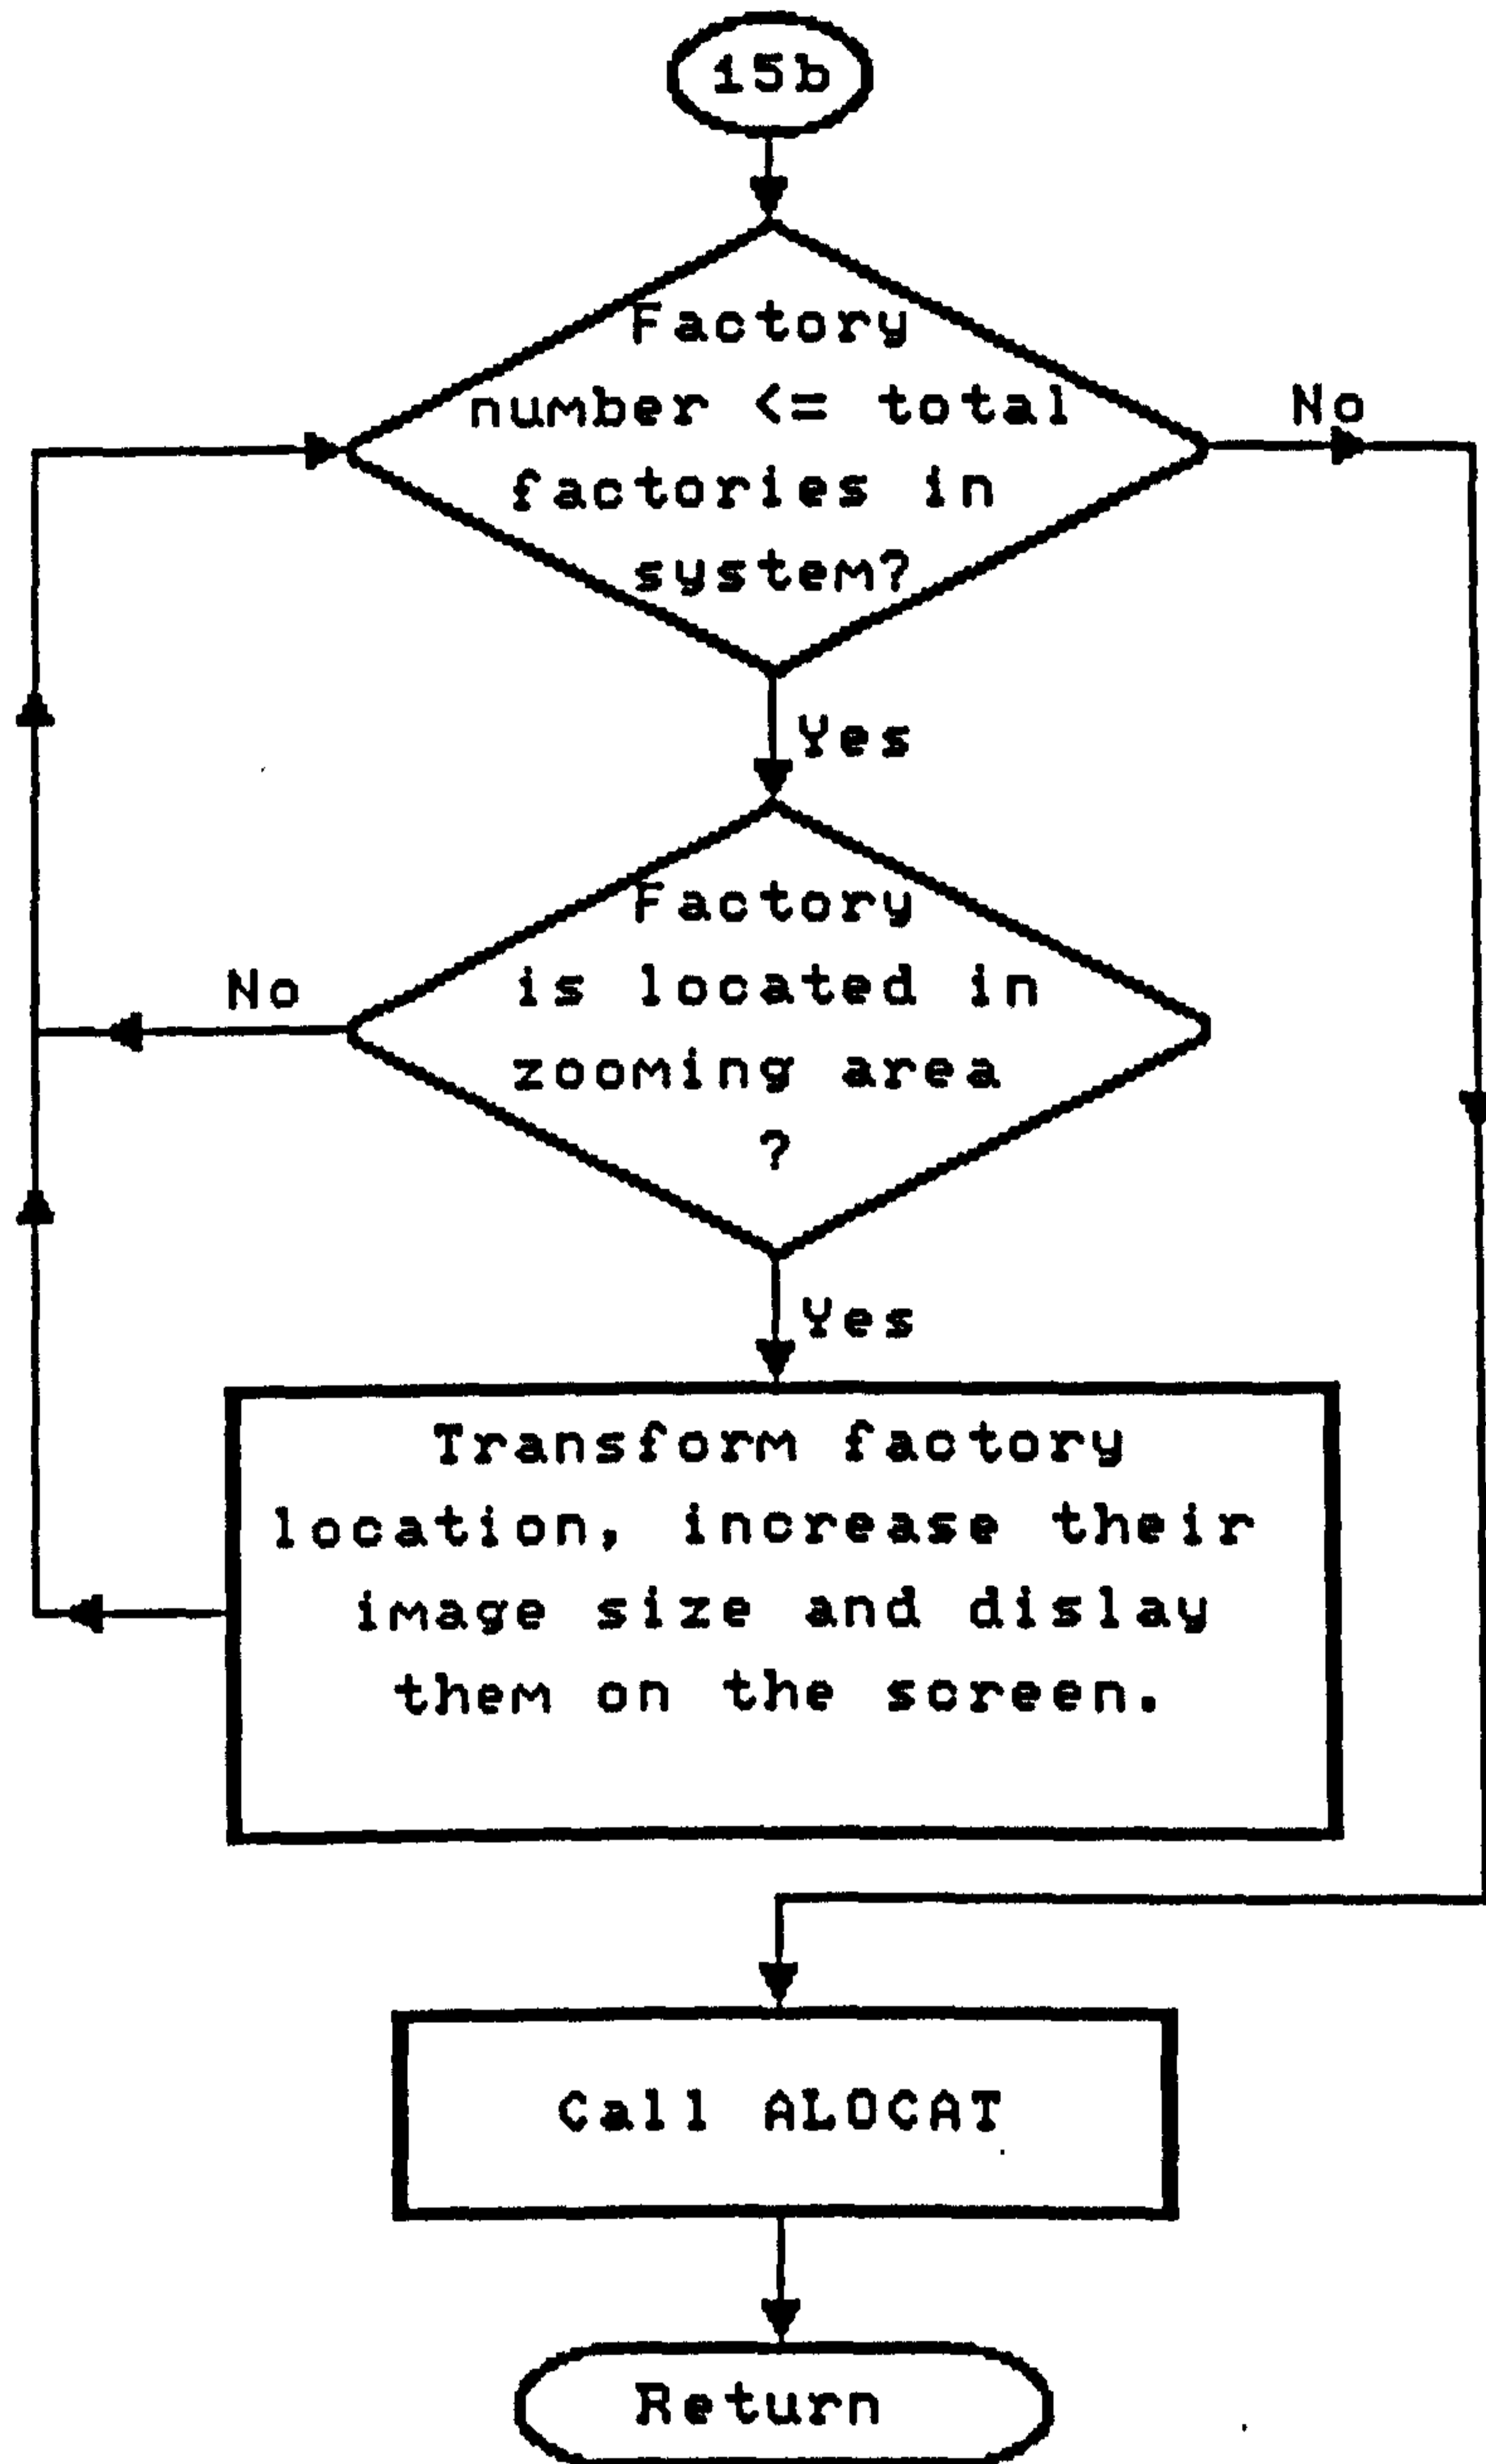 15b
Factory
number <= total
factories in
system?
No
Yes
Factory
is located in
zooming area
?
No
Yes
Transform factory
location, increase their
image size and dislay
them on the screen.
Call ALOCAT
Return